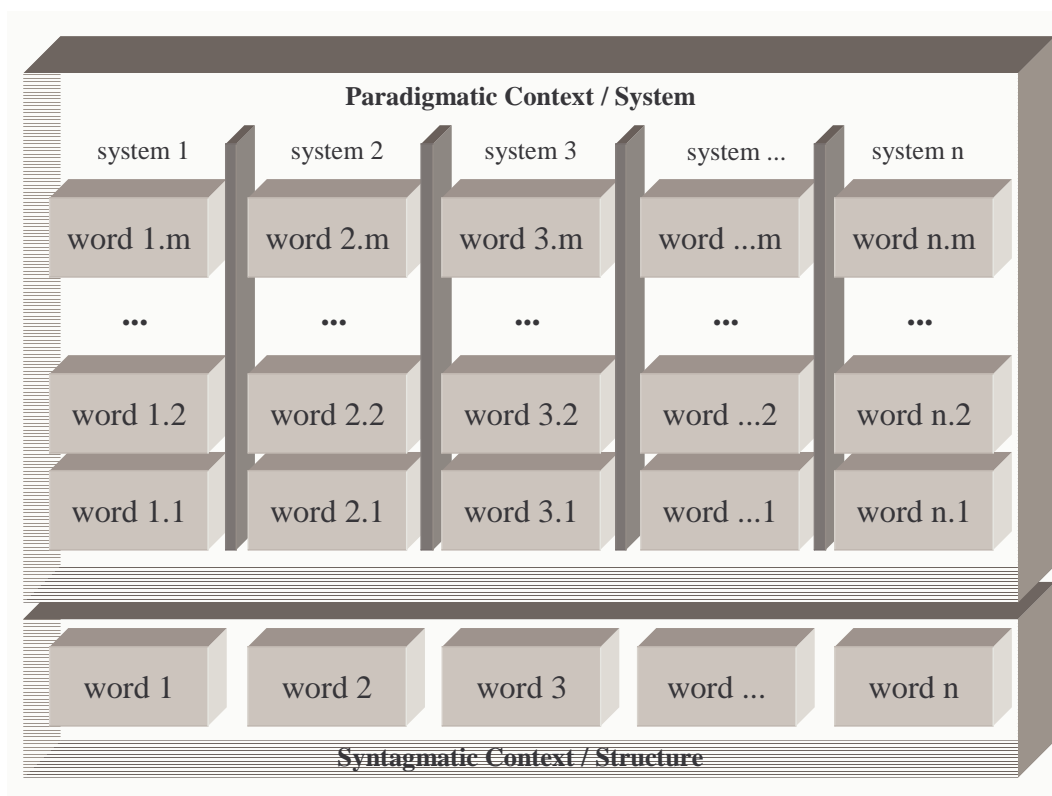 Paradigmatic Context / System
system 1 system 2 system 3 system ... system n
word 1.m word 2.m word 3.m word ...m word n.m
... ... ... ... ...
word 1.2 word 2.2 word 3.2 word ...2 word n.2
word 1.1 word 2.1 word 3.1 word ...1 word n.1
word 1 word 2 word 3 word ... word n
Syntagmatic Context / Structure